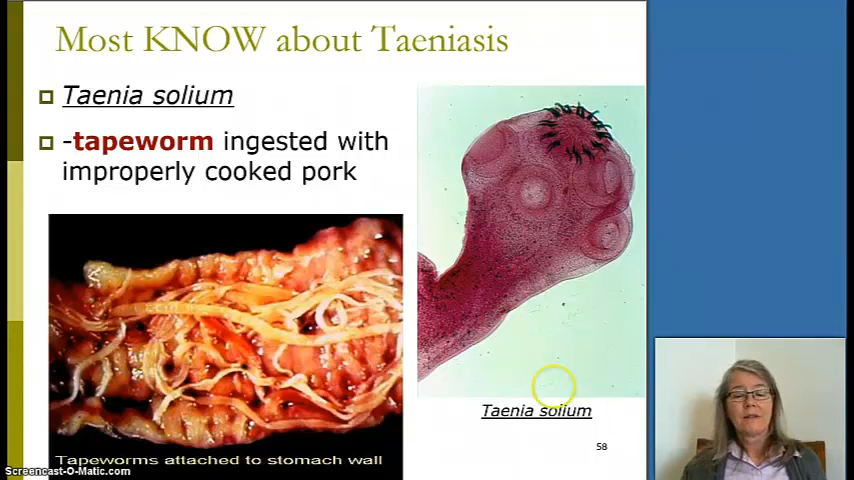 Most KNOW about Taeniasis
Taenia solium
-tapeworm ingested with
improperly cooked pork
Tapeworms attached to stomach wall
Taenia solium
58
Screencast-O-Matic.com